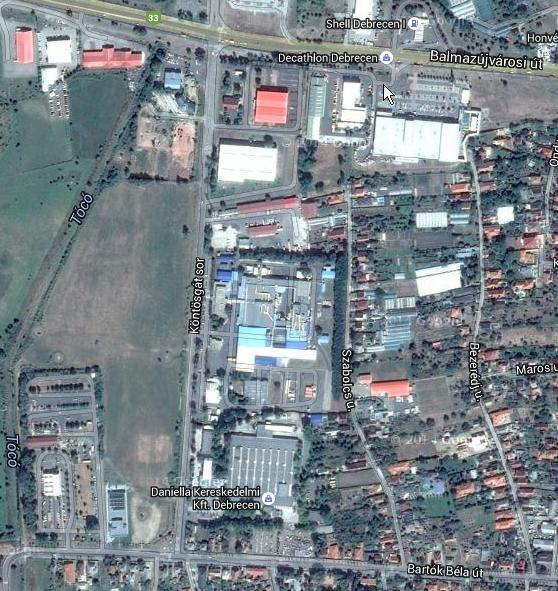 33
Shell Debrecen I
Honvé
Decathlon Debrecen
Balmazújvárosi út
Tócó
Köntösgát sor
Szabolcs u.
Bezerédj u.
Maros u
Tócó
Daniella Kereskedelmi
Kft. Debrecen
Bartók Béla út